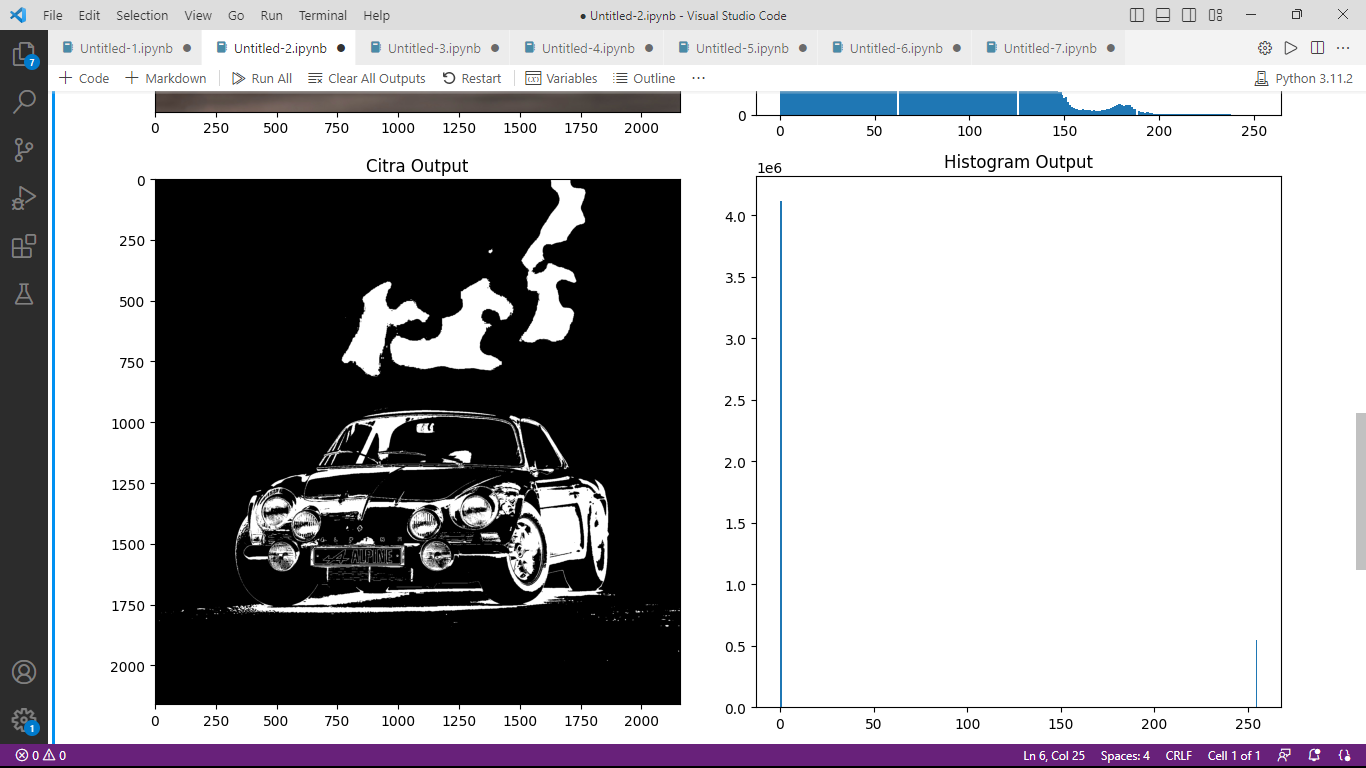 File Edit Selection View Go Run Terminal Help ● Untitled-2.ipynb - Visual Studio Code
Untitled-1.ipynb Untitled-2.ipynb Untitled-3.ipynb Untitled-4.ipynb Untitled-5.ipynb Untitled-6.ipynb Untitled-7.ipynb
7
+ Code + Markdown Run All Clear All Outputs Restart Variables Outline ... Python 3.11.2
0
0 250 500 750 1000 1250 1500 1750 2000
0 50 100 150 200 250
Citra Output
0
250
500
750
1000
1250
1500
1750
2000
ALPINE
A ALPINE
0 250 500 750 1000 1250 1500 1750 2000
Histogram Output
1e6
4.0
3.5
3.0
2.5
2.0
1.5
1.0
0.5
0.0
0 50 100 150 200 250
1
0 0 Ln 6, Col 25 Spaces: 4 CRLF Cell 1 of 1